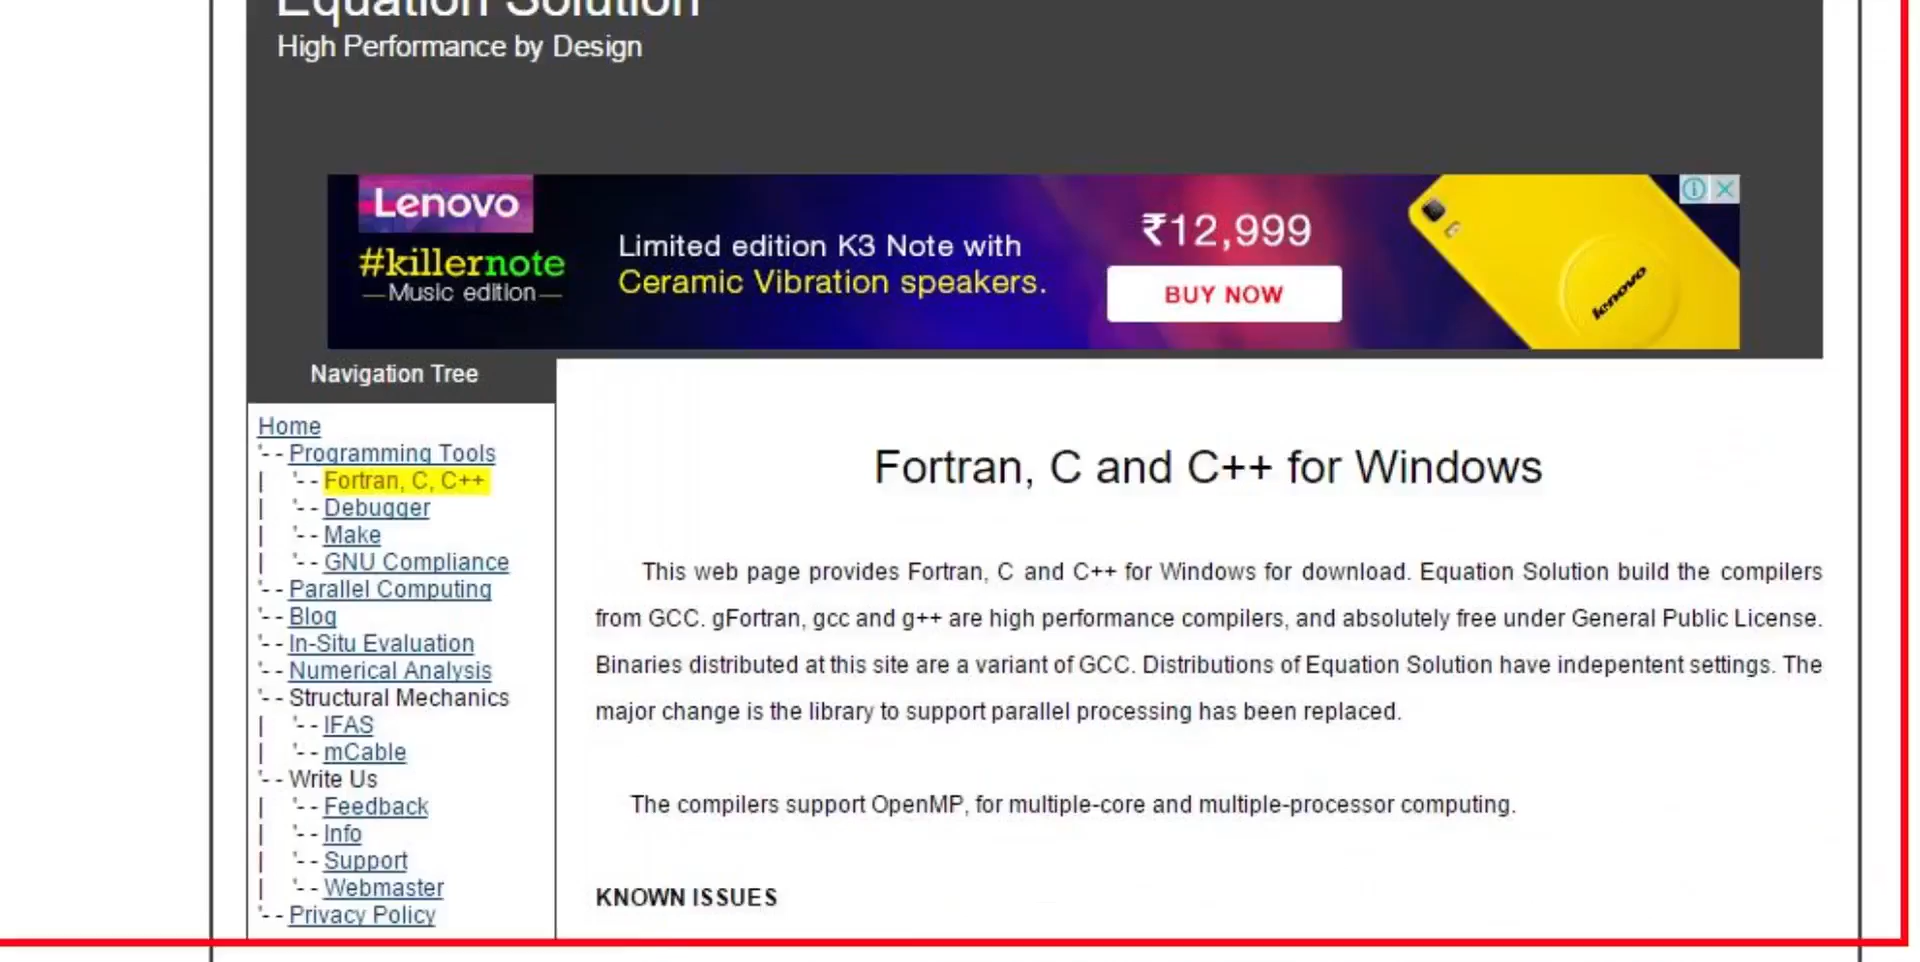 Equation Solution
High Performance by Design
Lenovo
#killernote
—Music edition—
Limited edition K3 Note with
Ceramic Vibration speakers.
₹12,999
BUY NOW
lenovo
Navigation Tree
Home
'-- Programming Tools
| '-- Fortran, C, C++
| '-- Debugger
| '-- Make
| '-- GNU Compliance
'-- Parallel Computing
'-- Blog
'-- In-Situ Evaluation
'-- Numerical Analysis
'-- Structural Mechanics
| '-- IFAS
| '-- mCable
'-- Write Us
| '-- Feedback
| '-- Info
| '-- Support
| '-- Webmaster
'-- Privacy Policy
Fortran, C and C++ for Windows
This web page provides Fortran, C and C++ for Windows for download. Equation Solution build the compilers
from GCC. gFortran, gcc and g++ are high performance compilers, and absolutely free under General Public License.
Binaries distributed at this site are a variant of GCC. Distributions of Equation Solution have indepentent settings. The
major change is the library to support parallel processing has been replaced.
The compilers support OpenMP, for multiple-core and multiple-processor computing.
KNOWN ISSUES